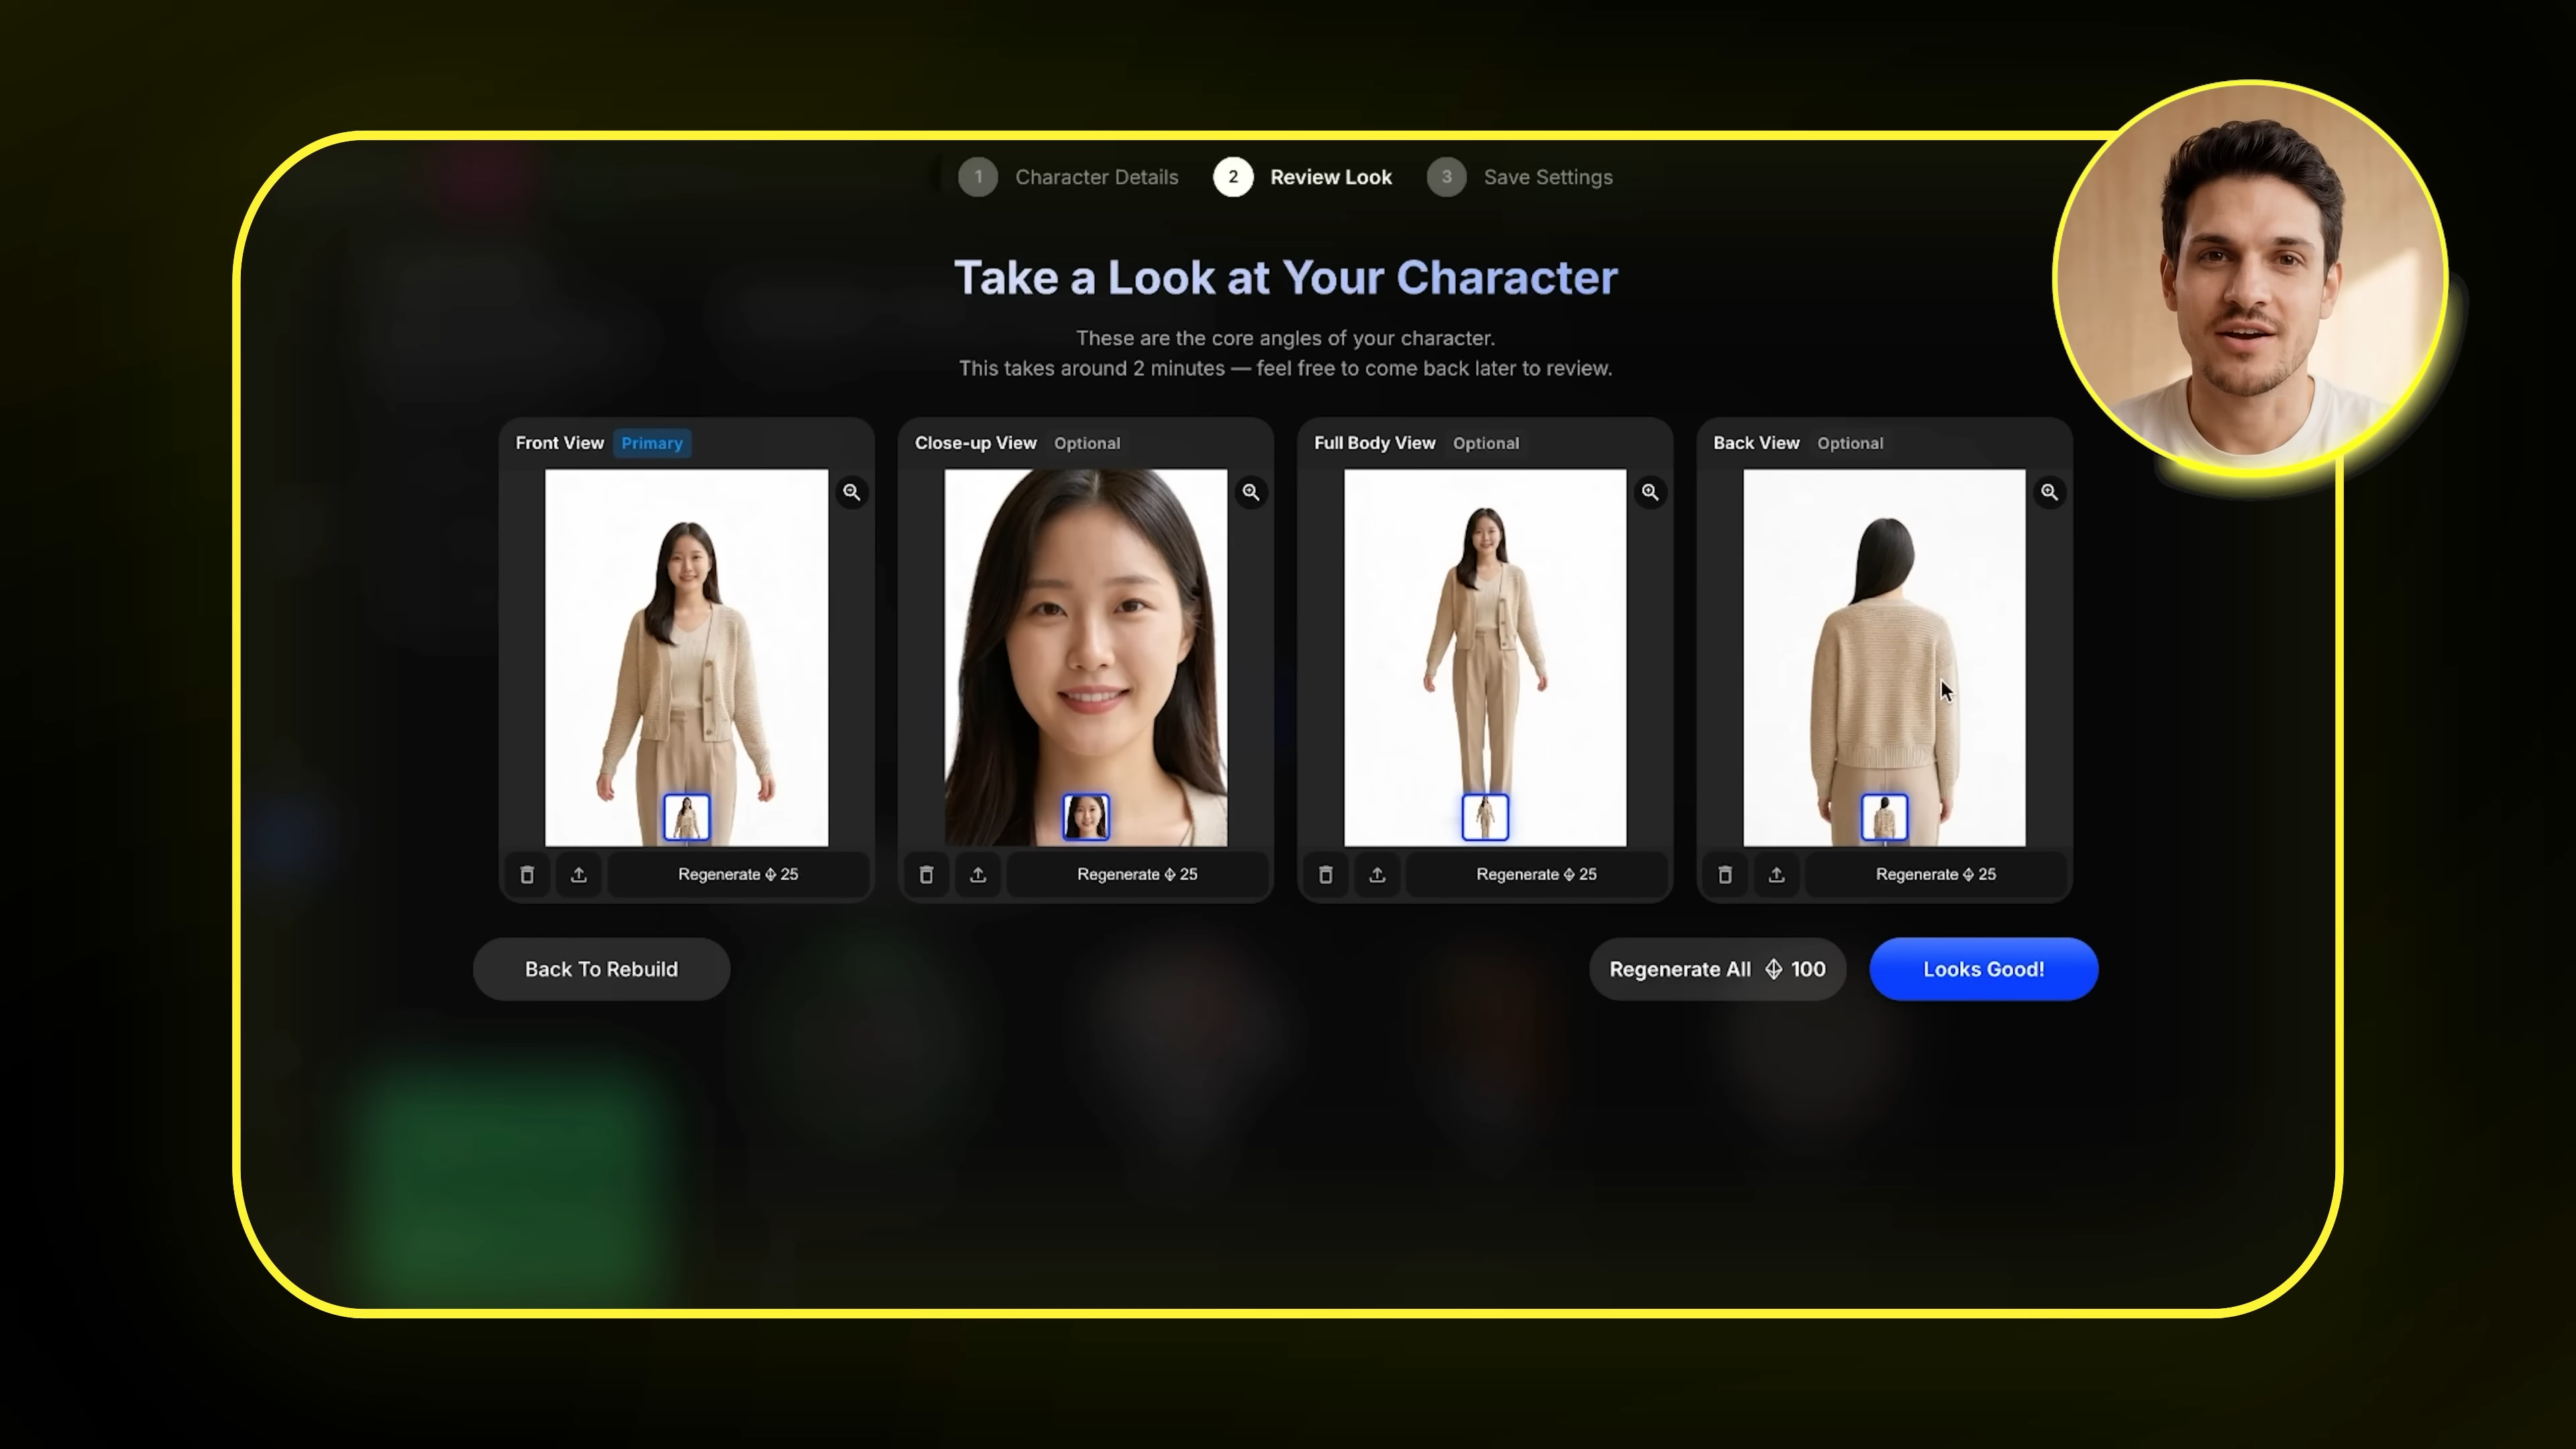 1 Character Details 2 Review Look 3 Save Settings
Take a Look at Your Character
These are the core angles of your character.
This takes around 2 minutes — feel free to come back later to review.
Front View Primary
Close-up View Optional
Full Body View Optional
Back View Optional
Regenerate 25
Regenerate 25
Regenerate 25
Regenerate 25
Back To Rebuild
Regenerate All 100
Looks Good!